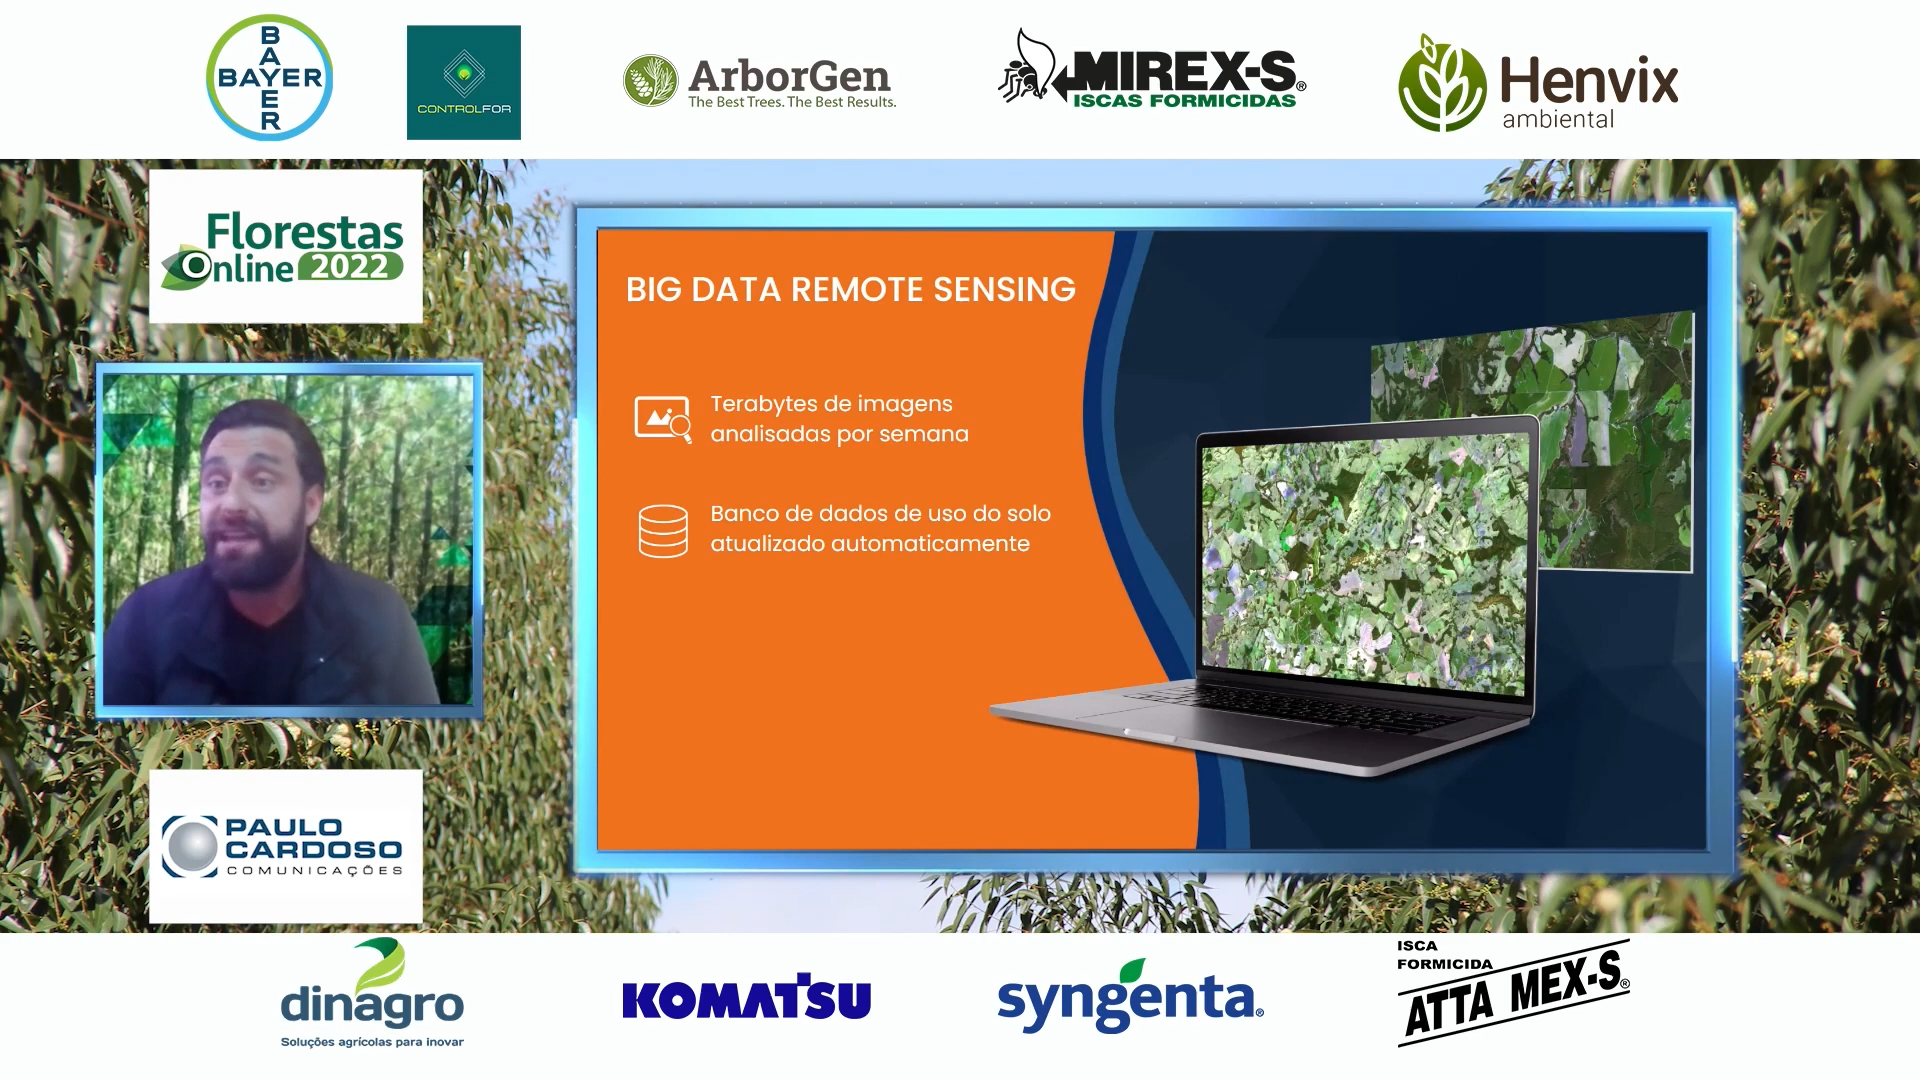 BAYER
BAYER
CONTROLFOR
ArborGen
The Best Trees. The Best Results.
MIREX-S®
ISCAS FORMICIDAS
Henvix
ambiental
Florestas
Online 2022
BIG DATA REMOTE SENSING
Terabytes de imagens
analisadas por semana
Banco de dados de uso do solo
atualizado automaticamente
PAULO
CARDOSO
COMUNICAÇÕES
dinagro
Soluções agrícolas para inovar
KOMATSU
syngenta®
ISCA
FORMICIDA
ATTA MEX-S®